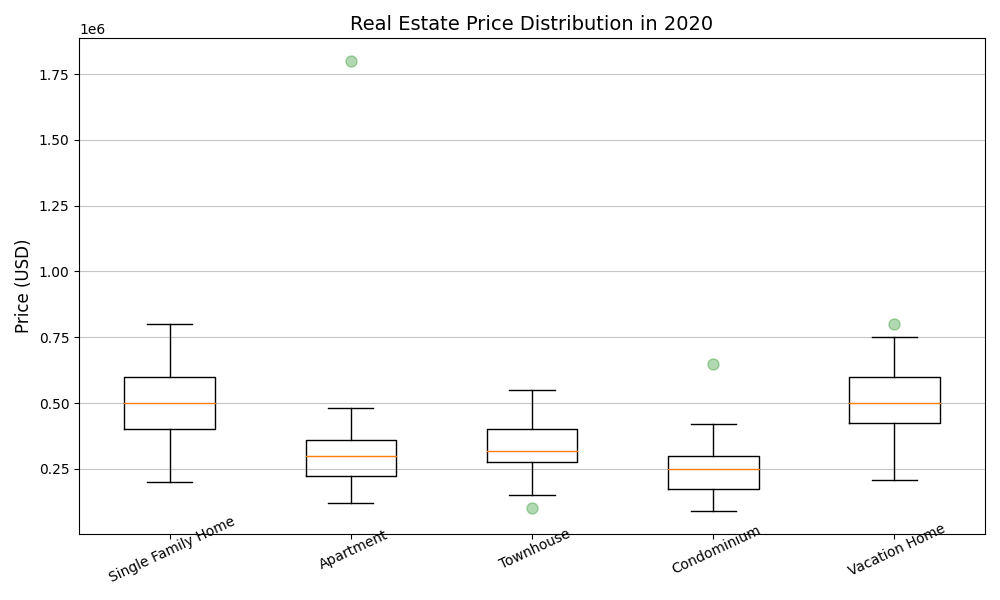 Real Estate Price Distribution in 2020
1e6
1.75
1.50
1.25
1.00
0.75
0.50
0.25
Price (USD)
Single Family Home
Apartment
Townhouse
Condominium
Vacation Home